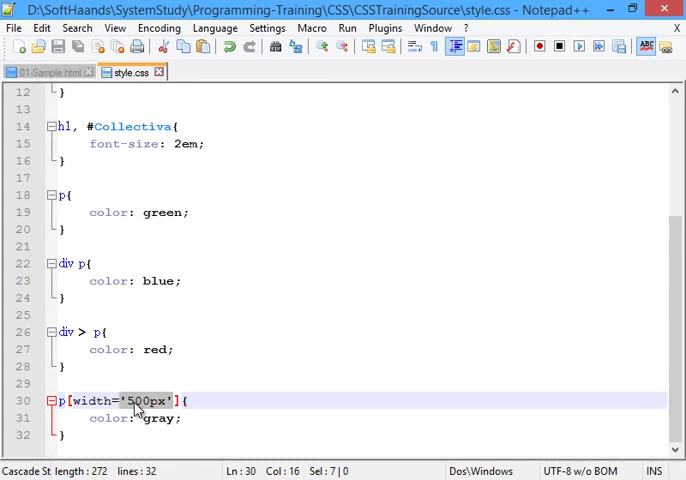 D:\SoftHaands\SystemStudy\Programming-Training\CSS\CSSTrainingSource\style.css - Notepad++
File Edit Search View Encoding Language Settings Macro Run Plugins Window ? X
01-Sample.html style.css
12 }
13
14 h1, #Collectiva{
15 font-size: 2em;
16 }
17
18 p{
19 color: green;
20 }
21
22 div p{
23 color: blue;
24 }
25
26 div > p{
27 color: red;
28 }
29
30 p[width='500px']{
31 color: gray;
32 }
Cascade St length : 272 lines : 32 Ln : 30 Col : 16 Sel : 7 | 0 Dos\Windows UTF-8 w/o BOM INS